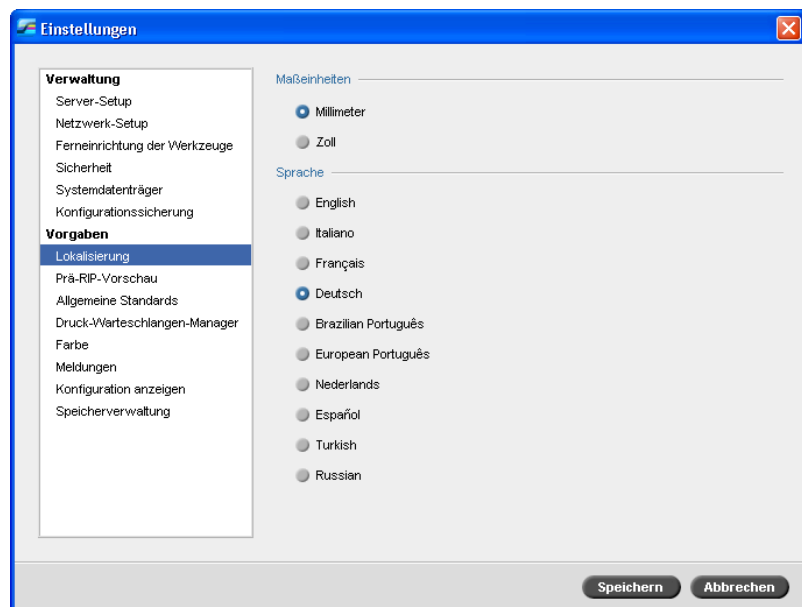 Einstellungen
Verwaltung
Server-Setup
Netzwerk-Setup
Ferneinrichtung der Werkzeuge
Sicherheit
Systemdatenträger
Konfigurationssicherung
Vorgaben
Lokalisierung
Prä-RIP-Vorschau
Allgemeine Standards
Druck-Warteschlangen-Manager
Farbe
Meldungen
Konfiguration anzeigen
Speicherverwaltung
Maßeinheiten
Millimeter
Zoll
Sprache
English
Italiano
Français
Deutsch
Brazilian Português
European Português
Nederlands
Español
Turkish
Russian
Speichern
Abbrechen